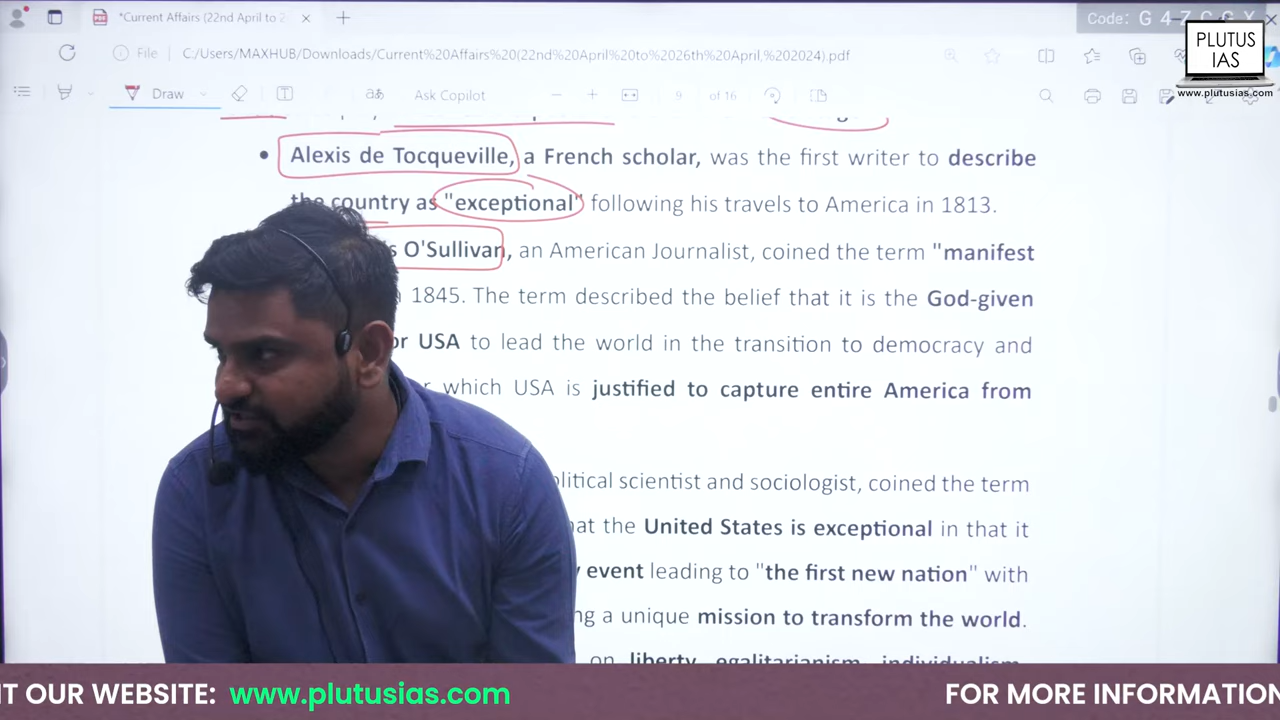 *Current Affairs (22nd April to 2
Code: G 4 Z C G X
File C:/Users/MAXHUB/Downloads/Current%20Affairs%20(22nd%20April%20to%2026th%20April,%202024).pdf
PLUTUS
IAS
www.plutusias.com
Draw
Ask Copilot
9 of 16
• Alexis de Tocqueville, a French scholar, was the first writer to describe
the country as "exceptional" following his travels to America in 1813.
O'Sullivan, an American Journalist, coined the term "manifest
1845. The term described the belief that it is the God-given
USA to lead the world in the transition to democracy and
which USA is justified to capture entire America from
political scientist and sociologist, coined the term
the United States is exceptional in that it
event leading to "the first new nation" with
a unique mission to transform the world.
on liberty, egalitarianism, individualism,
IT OUR WEBSITE: www.plutusias.com FOR MORE INFORMATION